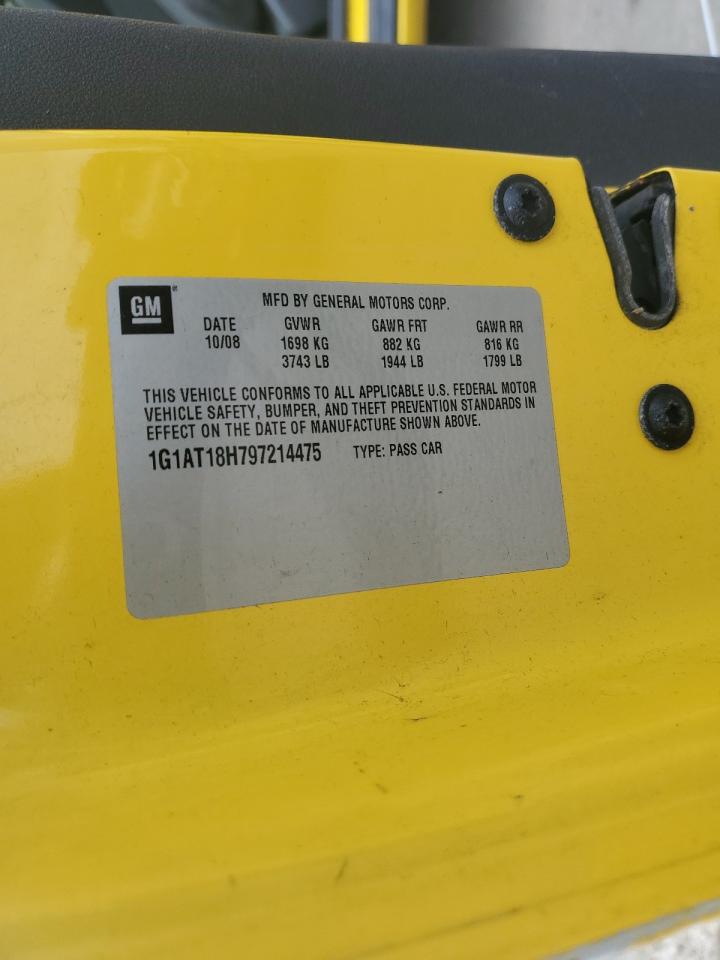 GM ®
MFD BY GENERAL MOTORS CORP.
DATE GVWR GAWR FRT GAWR RR
10/08 1698 KG 882 KG 816 KG
3743 LB 1944 LB 1799 LB
THIS VEHICLE CONFORMS TO ALL APPLICABLE U.S. FEDERAL MOTOR
VEHICLE SAFETY, BUMPER, AND THEFT PREVENTION STANDARDS IN
EFFECT ON THE DATE OF MANUFACTURE SHOWN ABOVE.
1G1AT18H797214475 TYPE: PASS CAR